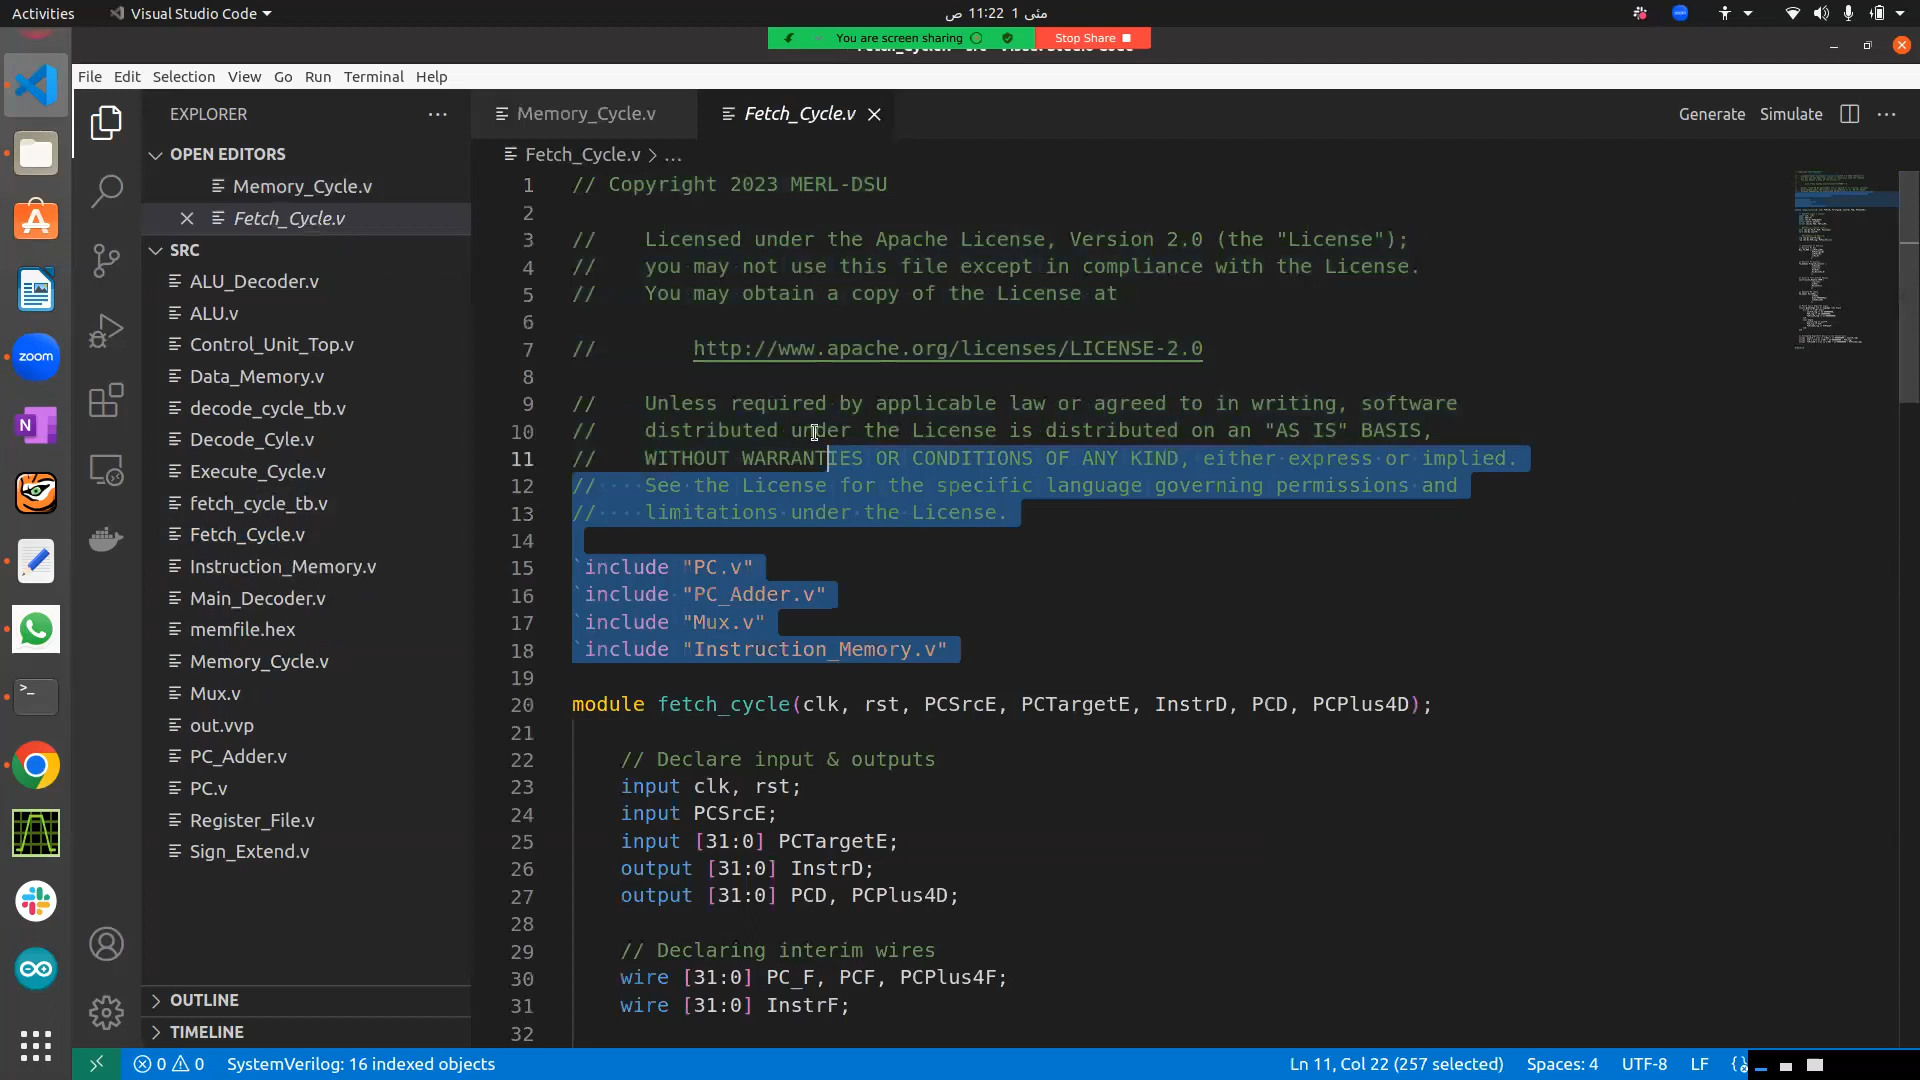 Activities
Visual Studio Code
مئی 1 11:22 ص
You are screen sharing
Stop Share
File Edit Selection View Go Run Terminal Help
EXPLORER
OPEN EDITORS
Memory_Cycle.v
Fetch_Cycle.v
SRC
ALU_Decoder.v
ALU.v
Control_Unit_Top.v
Data_Memory.v
decode_cycle_tb.v
Decode_Cyle.v
Execute_Cycle.v
fetch_cycle_tb.v
Fetch_Cycle.v
Instruction_Memory.v
Main_Decoder.v
memfile.hex
Memory_Cycle.v
Mux.v
out.vvp
PC_Adder.v
PC.v
Register_File.v
Sign_Extend.v
OUTLINE
TIMELINE
zoom
Memory_Cycle.v
Fetch_Cycle.v
Generate Simulate
Fetch_Cycle.v > ...
1 // Copyright 2023 MERL-DSU
2
3 // Licensed under the Apache License, Version 2.0 (the "License");
4 // you may not use this file except in compliance with the License.
5 // You may obtain a copy of the License at
6
7 // http://www.apache.org/licenses/LICENSE-2.0
8
9 // Unless required by applicable law or agreed to in writing, software
10 // distributed under the License is distributed on an "AS IS" BASIS,
11 // WITHOUT WARRANTIES OR CONDITIONS OF ANY KIND, either express or implied.
12 // See the License for the specific language governing permissions and
13 // limitations under the License.
14
15 `include "PC.v"
16 `include "PC_Adder.v"
17 `include "Mux.v"
18 `include "Instruction_Memory.v"
19
20 module fetch_cycle(clk, rst, PCSrcE, PCTargetE, InstrD, PCD, PCPlus4D);
21
22 // Declare input & outputs
23 input clk, rst;
24 input PCSrcE;
25 input [31:0] PCTargetE;
26 output [31:0] InstrD;
27 output [31:0] PCD, PCPlus4D;
28
29 // Declaring interim wires
30 wire [31:0] PC_F, PCF, PCPlus4F;
31 wire [31:0] InstrF;
32
0 0 SystemVerilog: 16 indexed objects
Ln 11, Col 22 (257 selected) Spaces: 4 UTF-8 LF